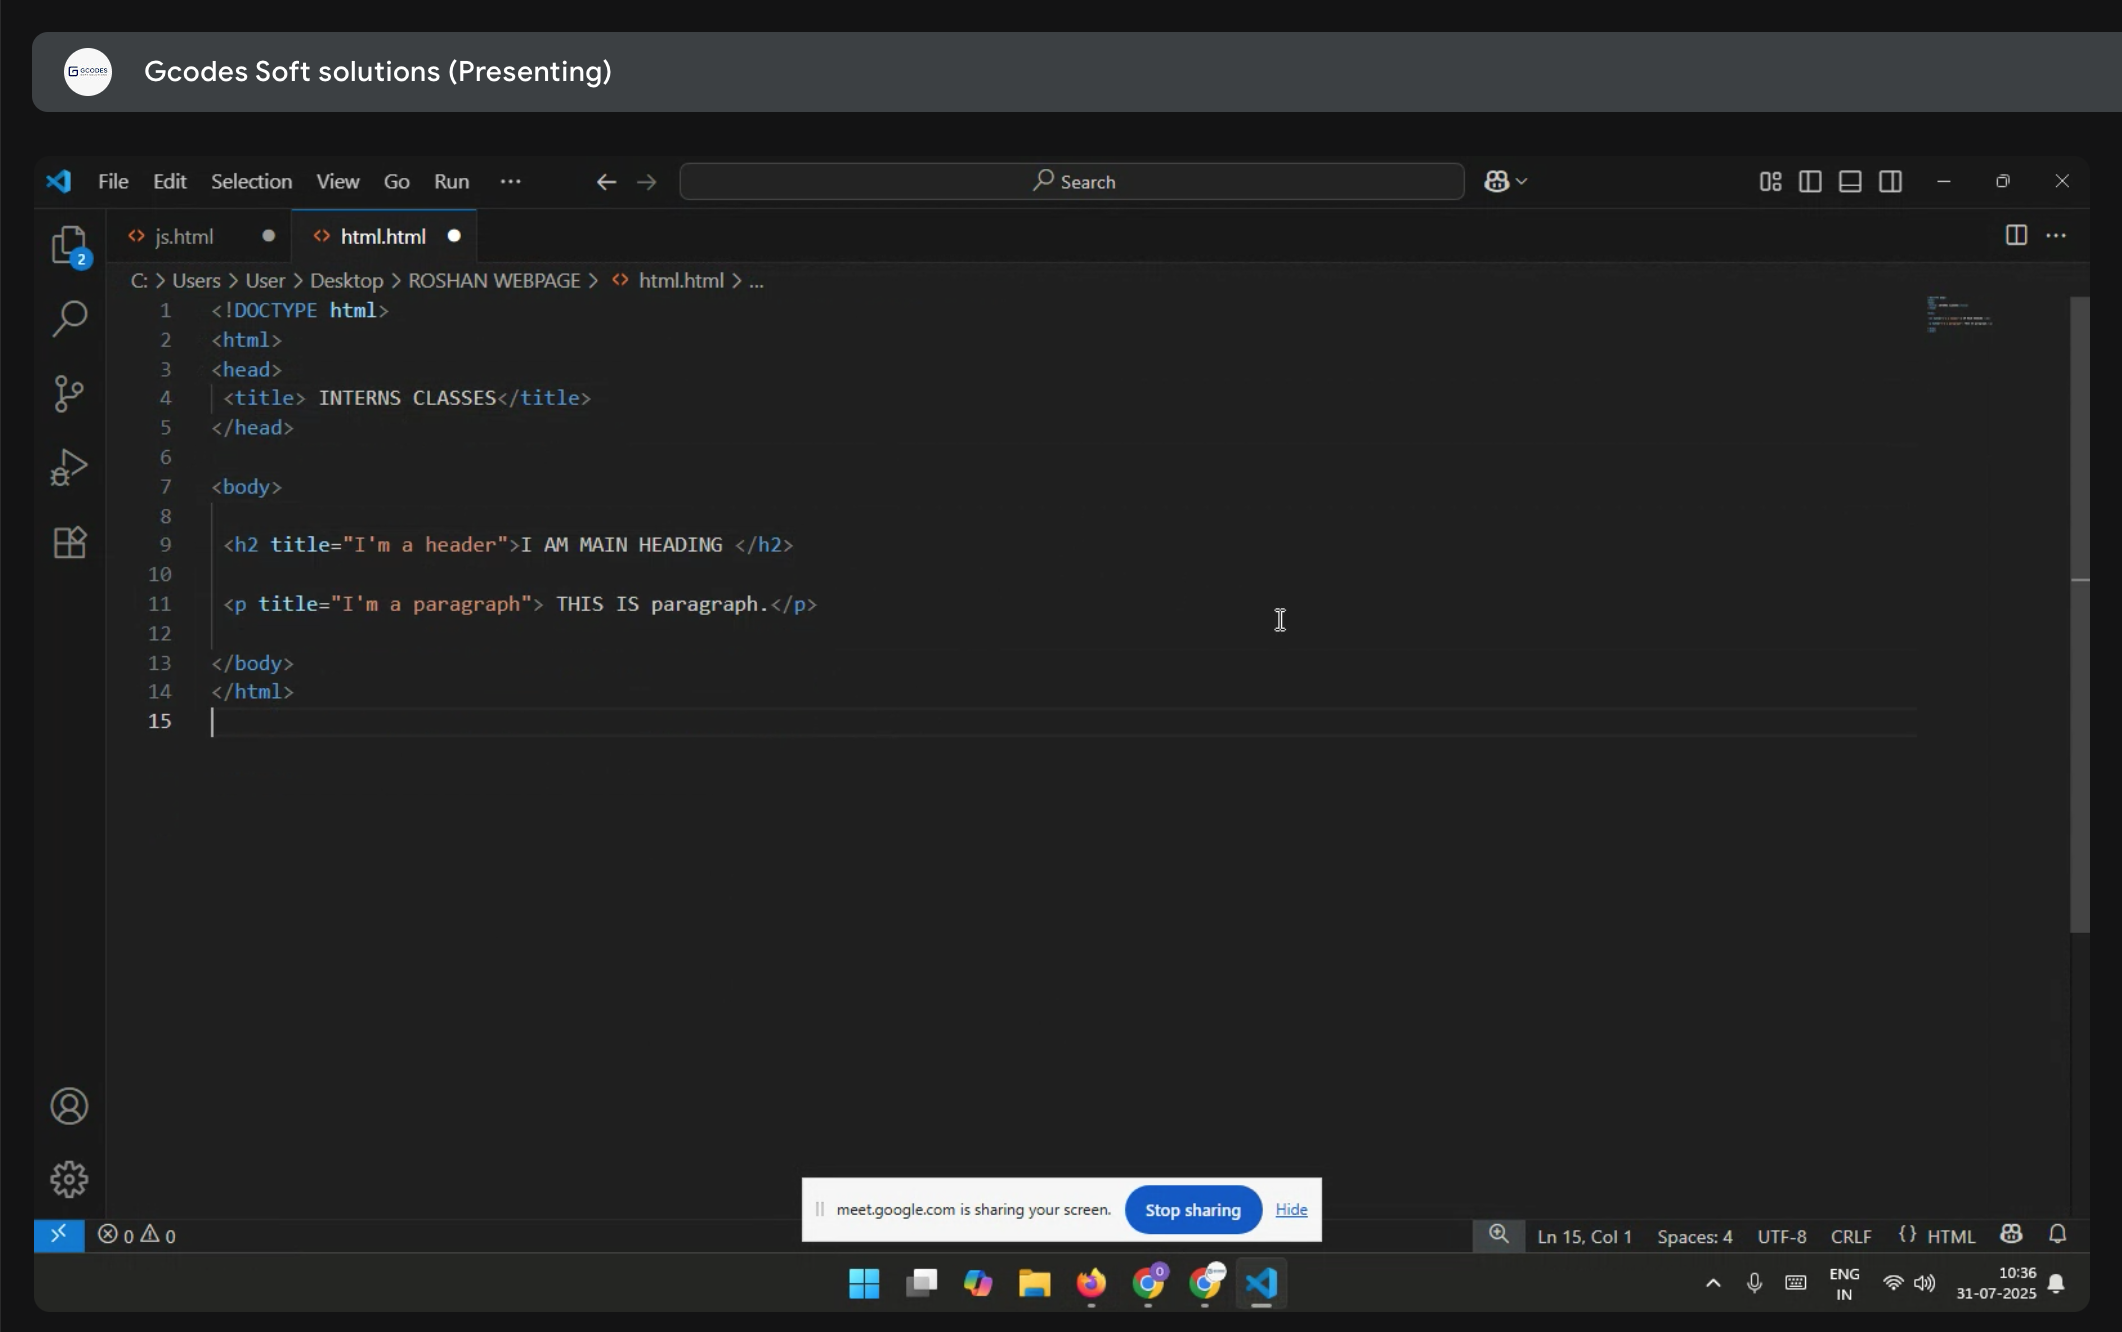 GCODES
Gcodes Soft solutions (Presenting)
File Edit Selection View Go Run ... Search
js.html html.html
2
C: > Users > User > Desktop > ROSHAN WEBPAGE > <> html.html > ...
1 <!DOCTYPE html>
2 <html>
3 <head>
4 <title> INTERNS CLASSES</title>
5 </head>
6
7 <body>
8
9 <h2 title="I'm a header">I AM MAIN HEADING </h2>
10
11 <p title="I'm a paragraph"> THIS IS paragraph.</p>
12
13 </body>
14 </html>
15
meet.google.com is sharing your screen. Stop sharing Hide
0 0 Ln 15, Col 1 Spaces: 4 UTF-8 CRLF {} HTML
0
ENG
IN
10:36
31-07-2025